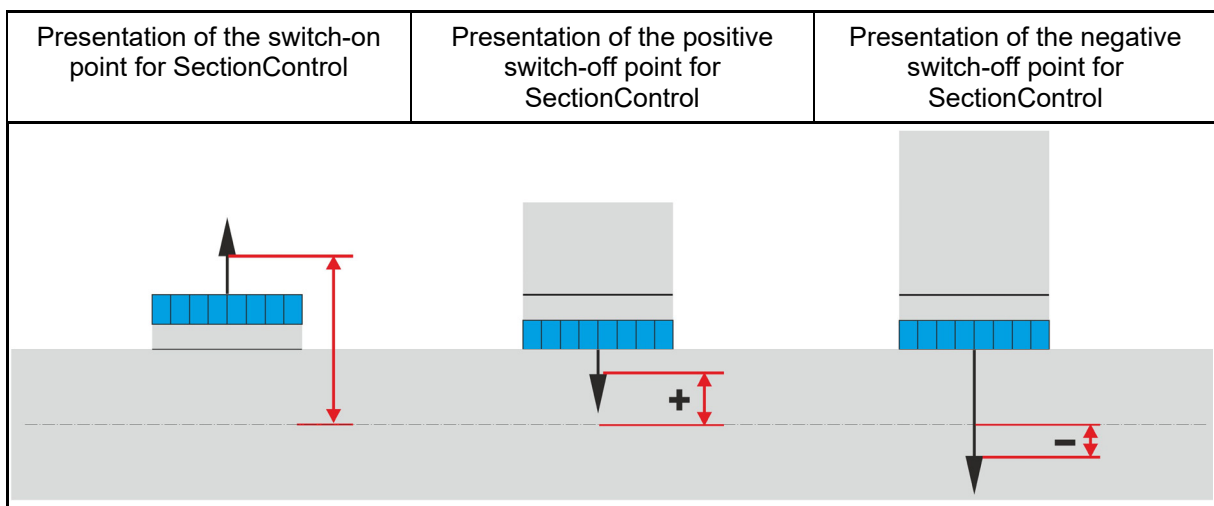 Presentation of the switch-on
point for SectionControl
Presentation of the positive
switch-off point for
SectionControl
Presentation of the negative
switch-off point for
SectionControl
+
-